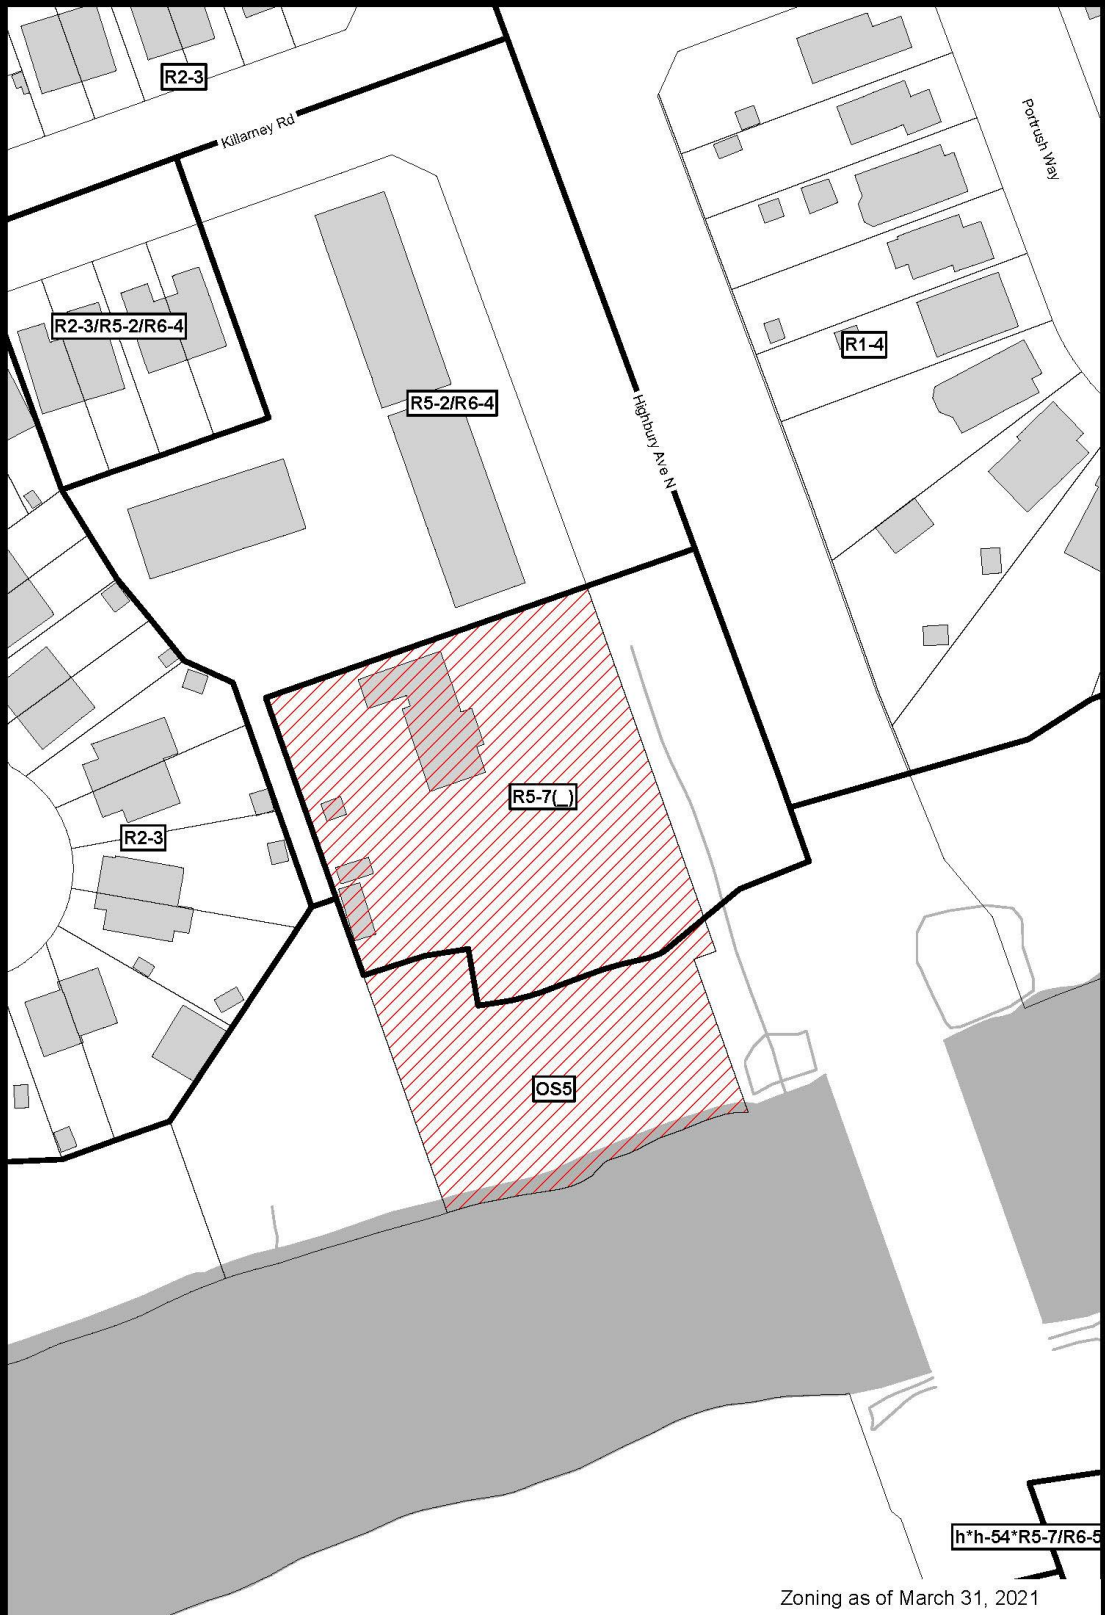 R2-3
Killarney Rd
Portrush Way
R2-3/R5-2/R6-4
R1-4
R5-2/R6-4
Highbury Ave N
R5-7(_)
R2-3
OS5
h*h-54*R5-7/R6-5
Zoning as of March 31, 2021